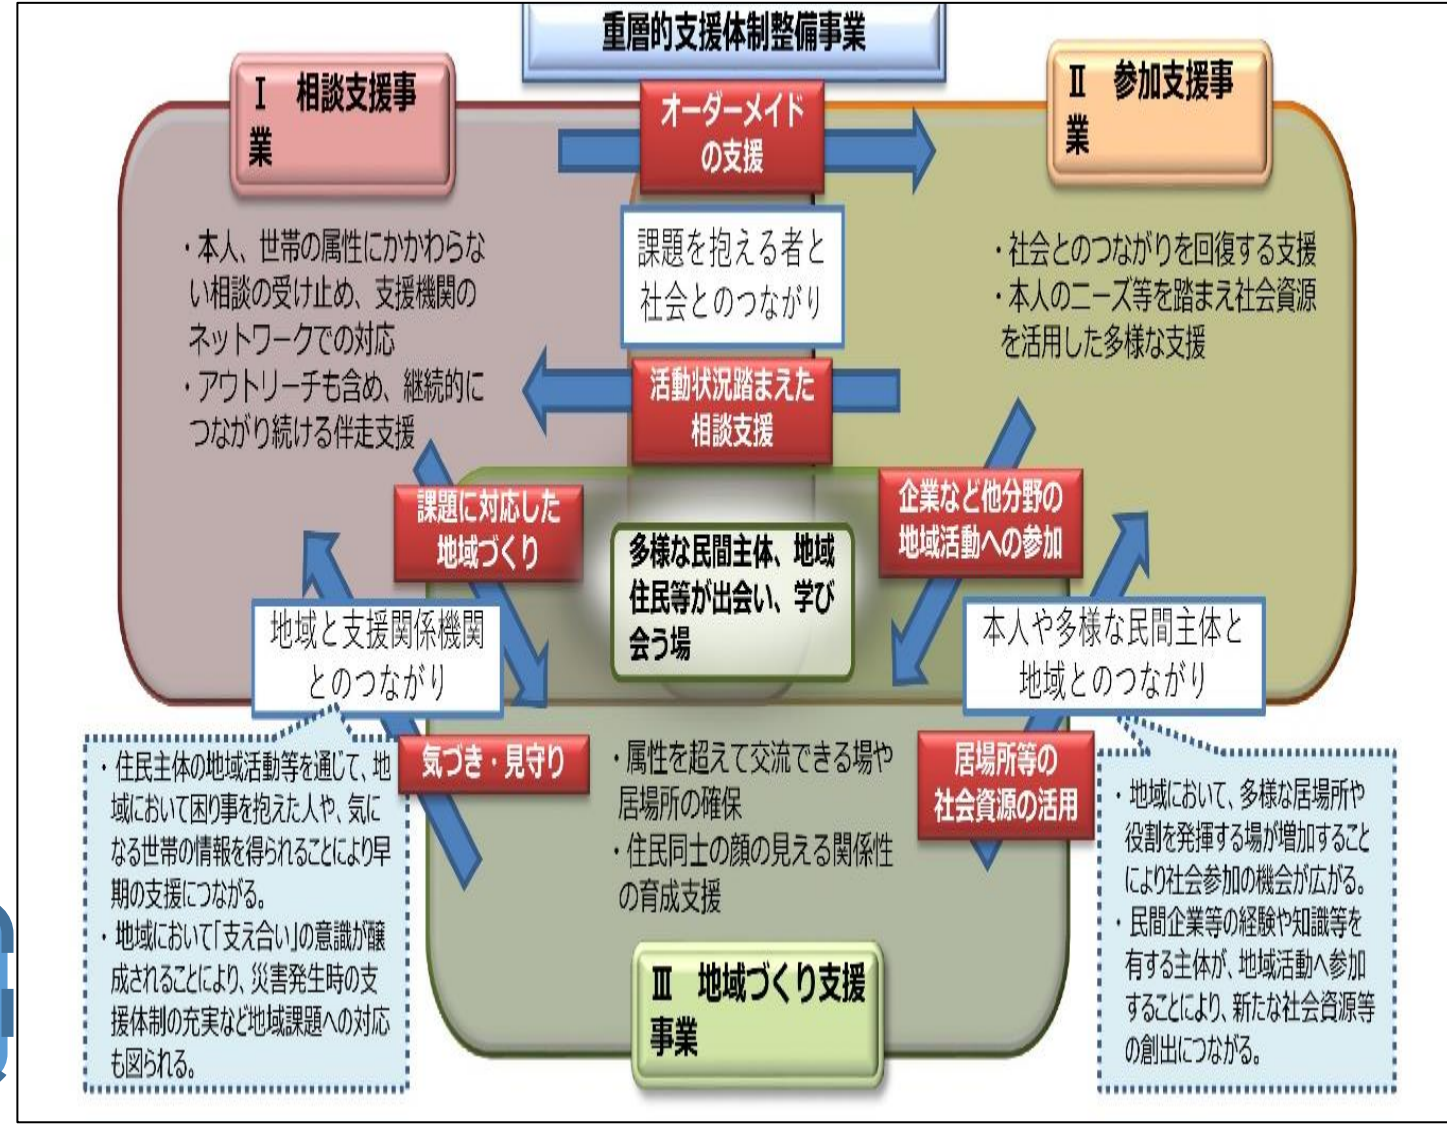 重層的支援体制整備事業
Ⅰ　相談支援事
業
オーダーメイド
の支援
Ⅱ　参加支援事
業
・本人、世帯の属性にかかわらな
い相談の受け止め、支援機関の
ネットワークでの対応
・アウトリーチも含め、継続的に
つながり続ける伴走支援
課題を抱える者と
社会とのつながり
・社会とのつながりを回復する支援
・本人のニーズ等を踏まえ社会資源
を活用した多様な支援
活動状況踏まえた
相談支援
課題に対応した
地域づくり
多様な民間主体、地域
住民等が出会い、学び
会う場
企業など他分野の
地域活動への参加
地域と支援関係機関
とのつながり
本人や多様な民間主体と
地域とのつながり
・住民主体の地域活動等を通じて、地
域において困り事を抱えた人や、気に
なる世帯の情報を得られることにより早
期の支援につながる。
・地域において「支え合い」の意識が醸
成されることにより、災害発生時の支
援体制の充実など地域課題への対応
も図られる。
気づき・見守り
・属性を超えて交流できる場や
居場所の確保
・住民同士の顔の見える関係性
の育成支援
居場所等の
社会資源の活用
・地域において、多様な居場所や
役割を発揮する場が増加すること
により社会参加の機会が広がる。
・民間企業等の経験や知識等を
有する主体が、地域活動へ参加
することにより、新たな社会資源等
の創出につながる。
Ⅲ　地域づくり支援
事業